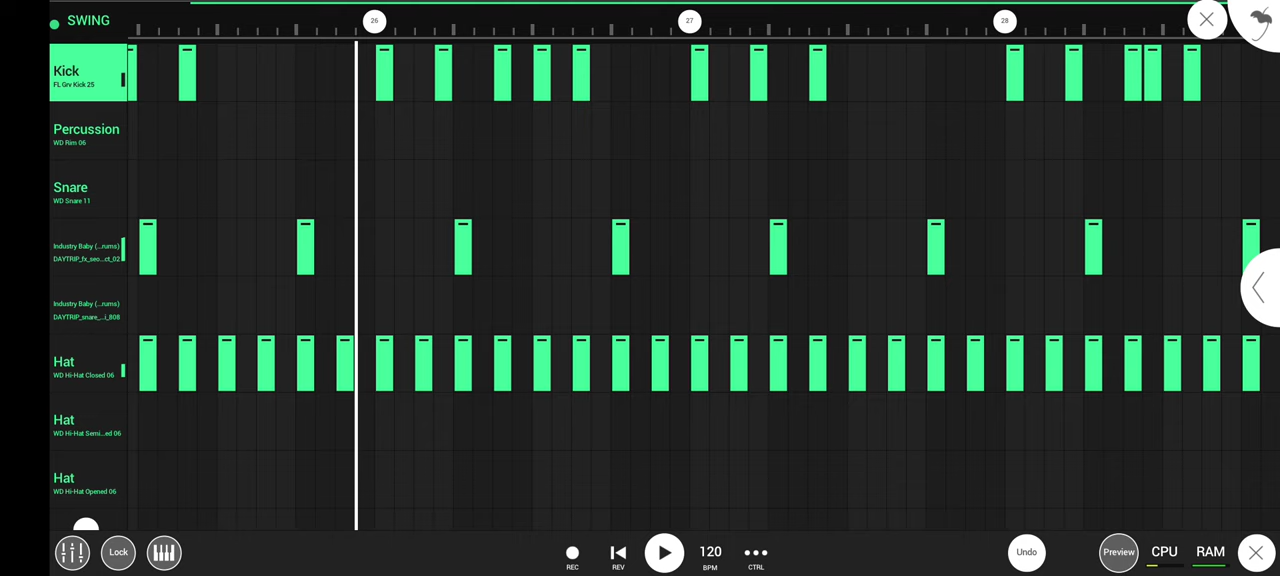 SWING
26
27
28
Kick
FL Grv Kick 25
Percussion
WD Rim 06
Snare
WD Snare 11
Industry Baby (...rums)
DAYTRIP_fx_seo...ct_02
Industry Baby (...rums)
DAYTRIP_snare_...i_808
Hat
WD Hi-Hat Closed 06
Hat
WD Hi-Hat Semi...ed 06
Hat
WD Hi-Hat Opened 06
Lock
REC
REV
120
BPM
CTRL
Undo
Preview
CPU
RAM